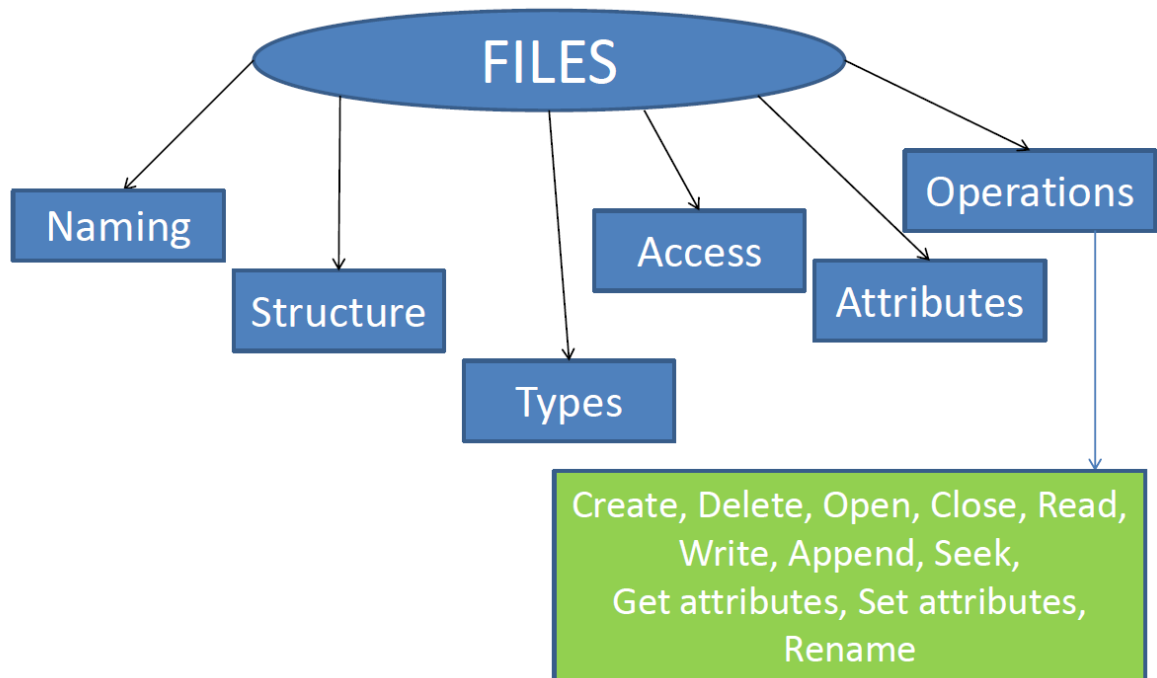 FILES
Naming
Structure
Types
Access
Attributes
Operations
Create, Delete, Open, Close, Read,
Write, Append, Seek,
Get attributes, Set attributes,
Rename